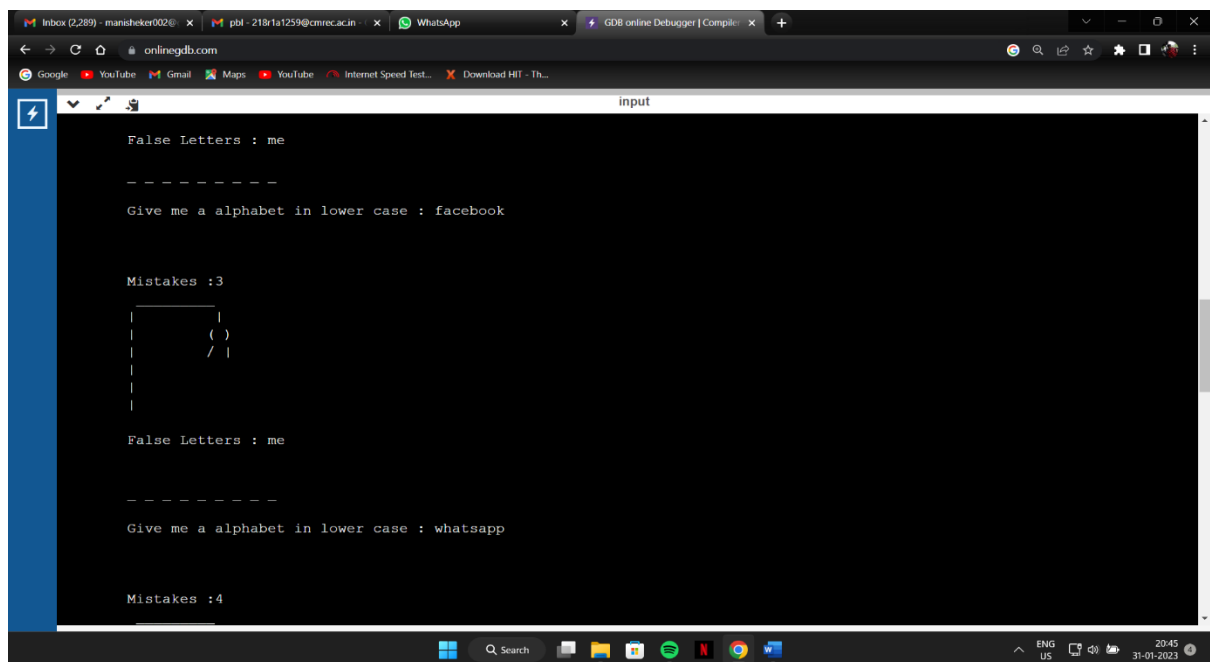 Inbox (2,289) - manisheker002@ pbl - 218r1a1259@cmrec.ac.in - WhatsApp GDB online Debugger | Compiler
onlinegdb.com
Google YouTube Gmail Maps YouTube Internet Speed Test... Download HIT - Th...
input
False Letters : me
_ _ _ _ _ _ _ _ _
Give me a alphabet in lower case : facebook
Mistakes :3
False Letters : me
_ _ _ _ _ _ _ _ _
Give me a alphabet in lower case : whatsapp
Mistakes :4
Search
ENG 20:45
US 31-01-2023 4